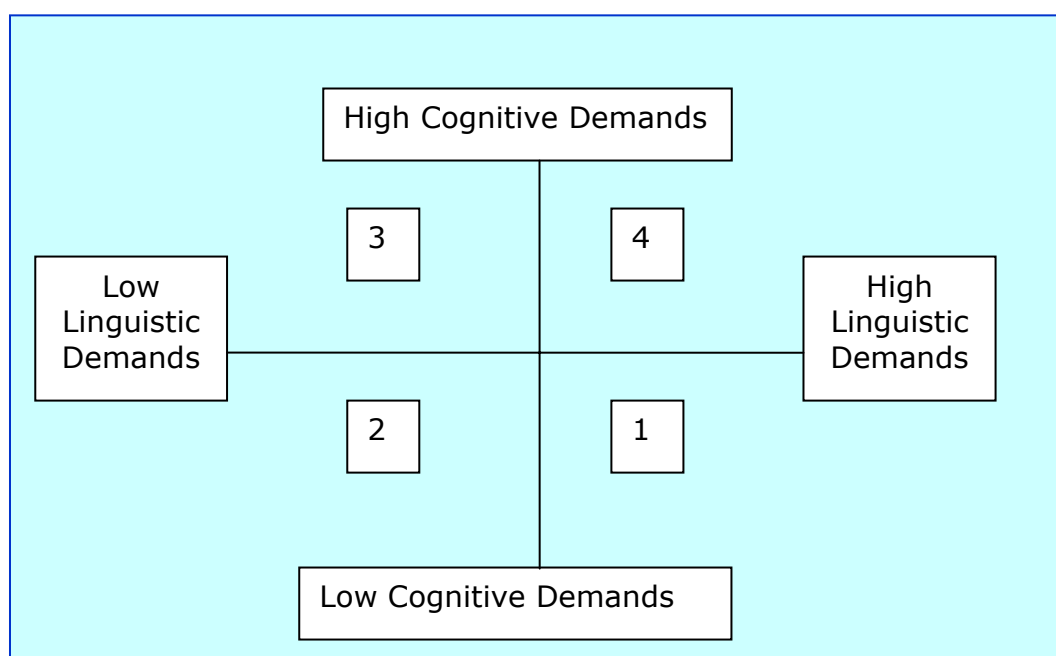 High Cognitive Demands
3
4
Low
Linguistic
Demands
High
Linguistic
Demands
2
1
Low Cognitive Demands